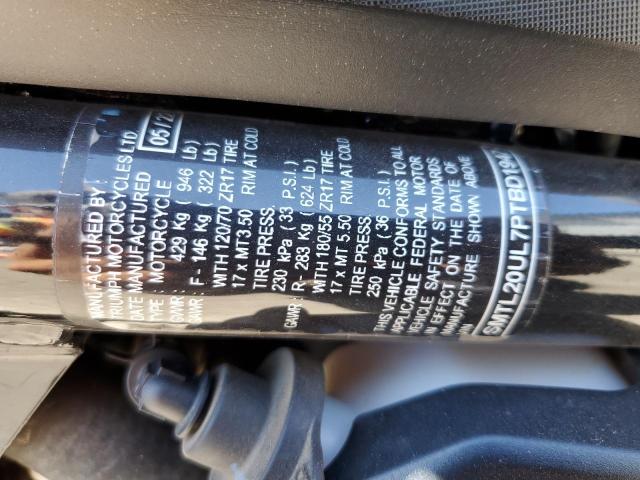 MANUFACTURED BY :
TRIUMPH MOTORCYCLES LTD.
DATE MANUFACTURED 05/2
TYPE : MOTORCYCLE
GVWR : 429 Kg ( 946 Lb)
GAWR : F- 146 Kg ( 322 Lb)
WITH 120/70 ZR17 TIRE
17 x MT3.50 RIM AT COLD
TIRE PRESS.
230 kPa ( 33 P.S.I.)
GAWR : R- 283 Kg ( 624 Lb)
WITH 180/55 ZR17 TIRE
17 x MT 5.50 RIM AT COLD
TIRE PRESS.
250 kPa ( 36 P.S.I.)
THIS VEHICLE CONFORMS TO ALL
APPLICABLE FEDERAL MOTOR
VEHICLE SAFETY STANDARDS
IN EFFECT ON THE DATE OF
MANUFACTURE SHOWN ABOVE